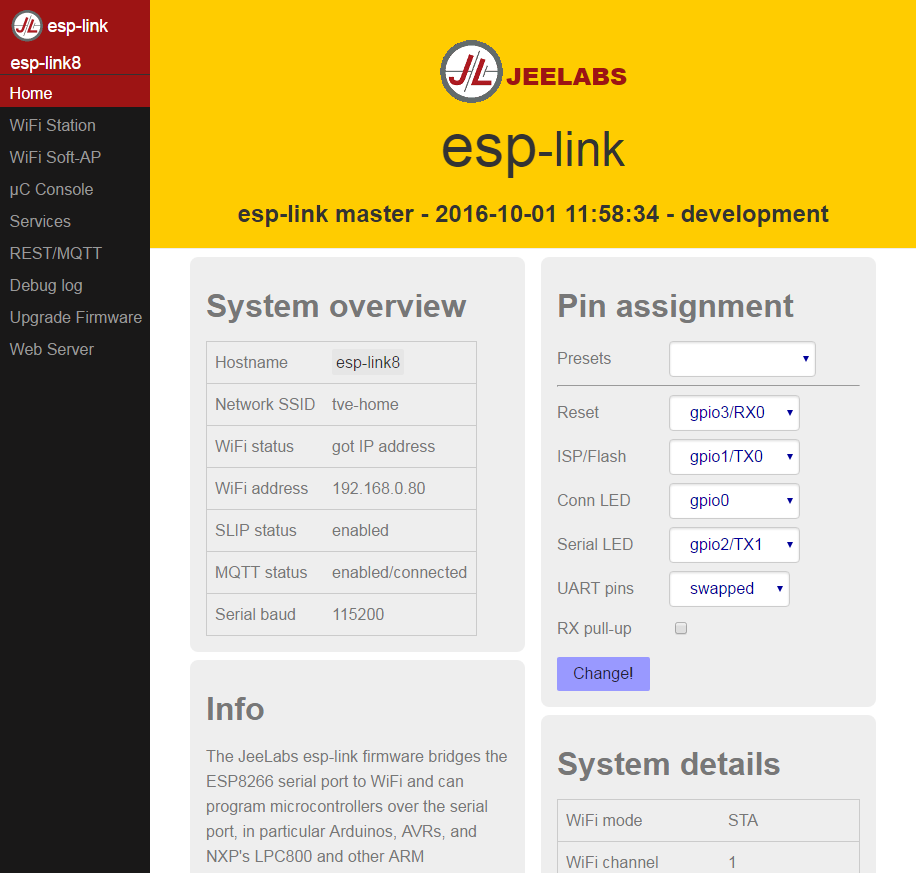 JL esp-link
esp-link8
Home
WiFi Station
WiFi Soft-AP
µC Console
Services
REST/MQTT
Debug log
Upgrade Firmware
Web Server
JL JEELABS
esp-link
esp-link master - 2016-10-01 11:58:34 - development
System overview
Hostname esp-link8
Network SSID tve-home
WiFi status got IP address
WiFi address 192.168.0.80
SLIP status enabled
MQTT status enabled/connected
Serial baud 115200
Info
The JeeLabs esp-link firmware bridges the
ESP8266 serial port to WiFi and can
program microcontrollers over the serial
port, in particular Arduinos, AVRs, and
NXP's LPC800 and other ARM
Pin assignment
Presets
Reset gpio3/RX0
ISP/Flash gpio1/TX0
Conn LED gpio0
Serial LED gpio2/TX1
UART pins swapped
RX pull-up
Change!
System details
WiFi mode STA
WiFi channel 1